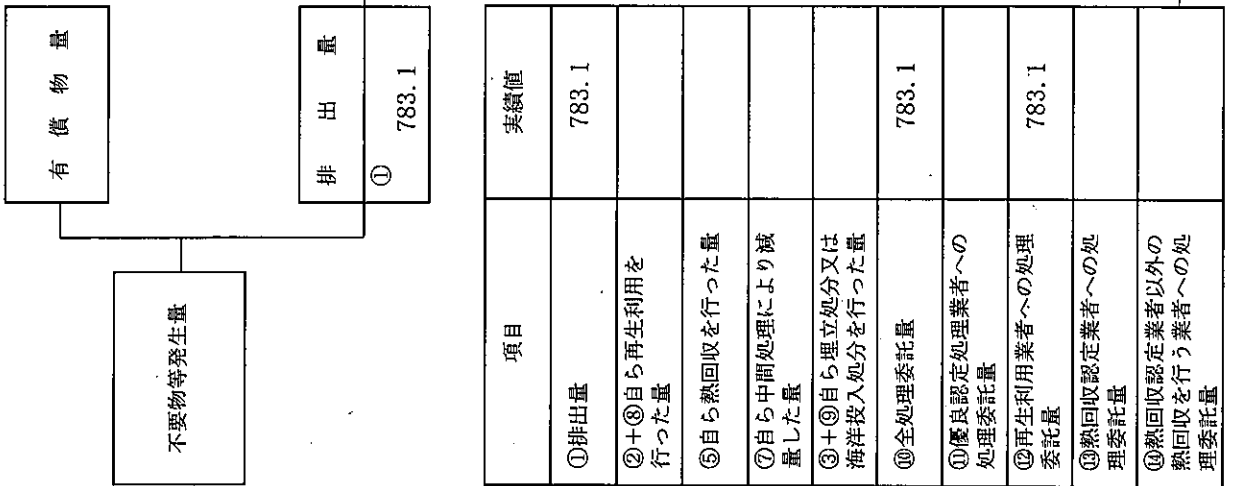 不要物等発生量
有償物量
排出量
①
783.1
項目
実績値
①排出量
783.1
②+⑧自ら再生利用を
行った量
⑤自ら熱回収を行った量
⑦自ら中間処理により減
量した量
③+⑨自ら埋立処分又は
海洋投入処分を行った量
⑩全処理委託量
783.1
⑪優良認定処理業者への
処理委託量
⑫再生利用業者への処理
委託量
783.1
⑬熱回収認定業者への処
理委託量
⑭熱回収認定業者以外の
熱回収を行う業者への処
理委託量